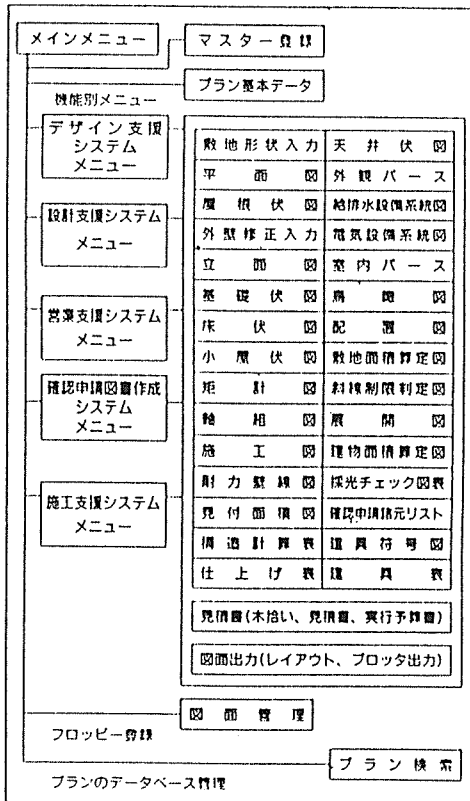 メインメニュー
マスター登録
プラン基本データ
機能別メニュー
デザイン支援
システム
メニュー
設計支援システム
メニュー
営業支援システム
メニュー
確認申請図書作成
システム
メニュー
施工支援システム
メニュー
敷地形状入力 天井伏図
平面図 外観パース
屋根伏図 給排水設備系統図
外壁修正入力 電気設備系統図
立面図 室内パース
基礎伏図 鳥瞰図
床伏図 配置図
小屋伏図 敷地面積算定図
矩計図 斜線制限判定図
軸組図 展開図
施工図 建物面積算定図
耐力壁線図 採光チェック図表
見付面積図 確認申請諸元リスト
構造計算表 建具符号図
仕上げ表 建具表
見積書(木拾い、見積書、実行予算書)
図面出力(レイアウト、プロッタ出力)
図面管理
フロッピー登録
プラン検索
プランのデータベース管理